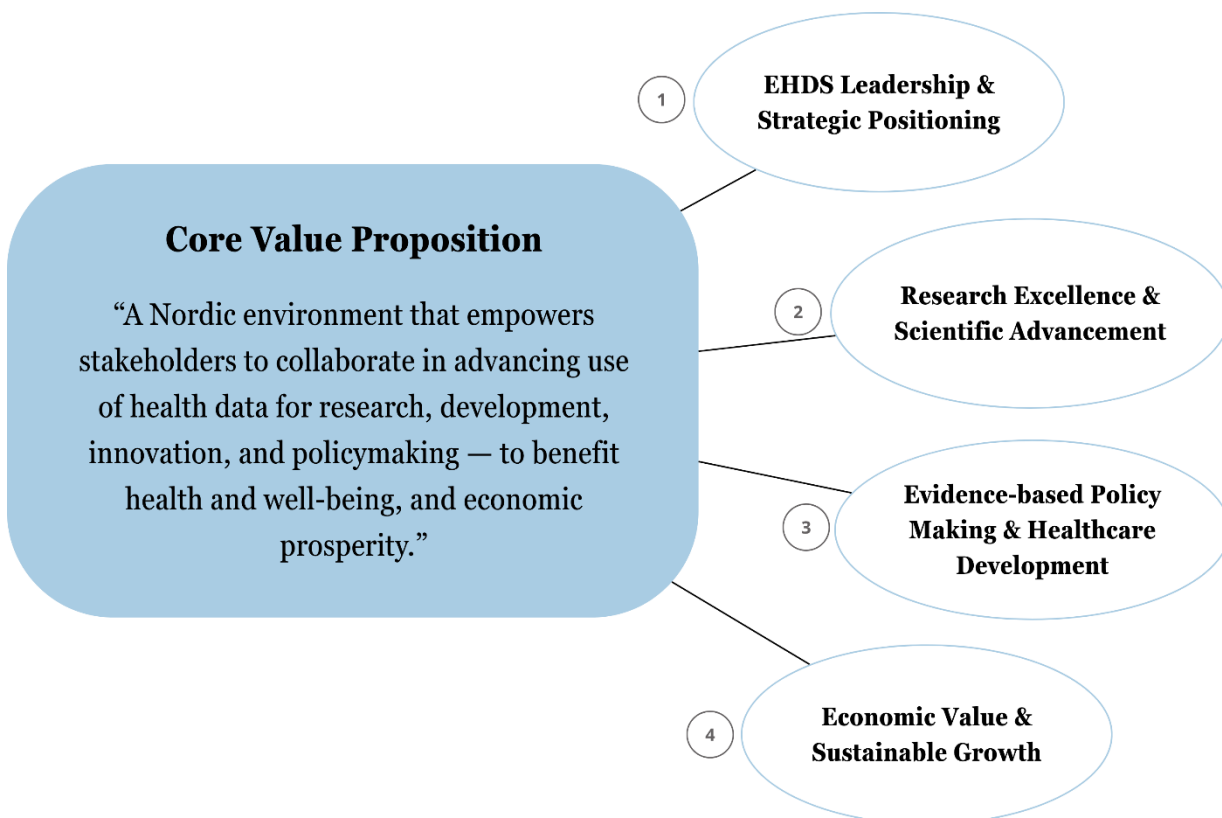 Core Value Proposition
“A Nordic environment that empowers
stakeholders to collaborate in advancing use
of health data for research, development,
innovation, and policymaking — to benefit
health and well-being, and economic
prosperity.”
1
EHDS Leadership &
Strategic Positioning
2
Research Excellence &
Scientific Advancement
3
Evidence-based Policy
Making & Healthcare
Development
4
Economic Value &
Sustainable Growth